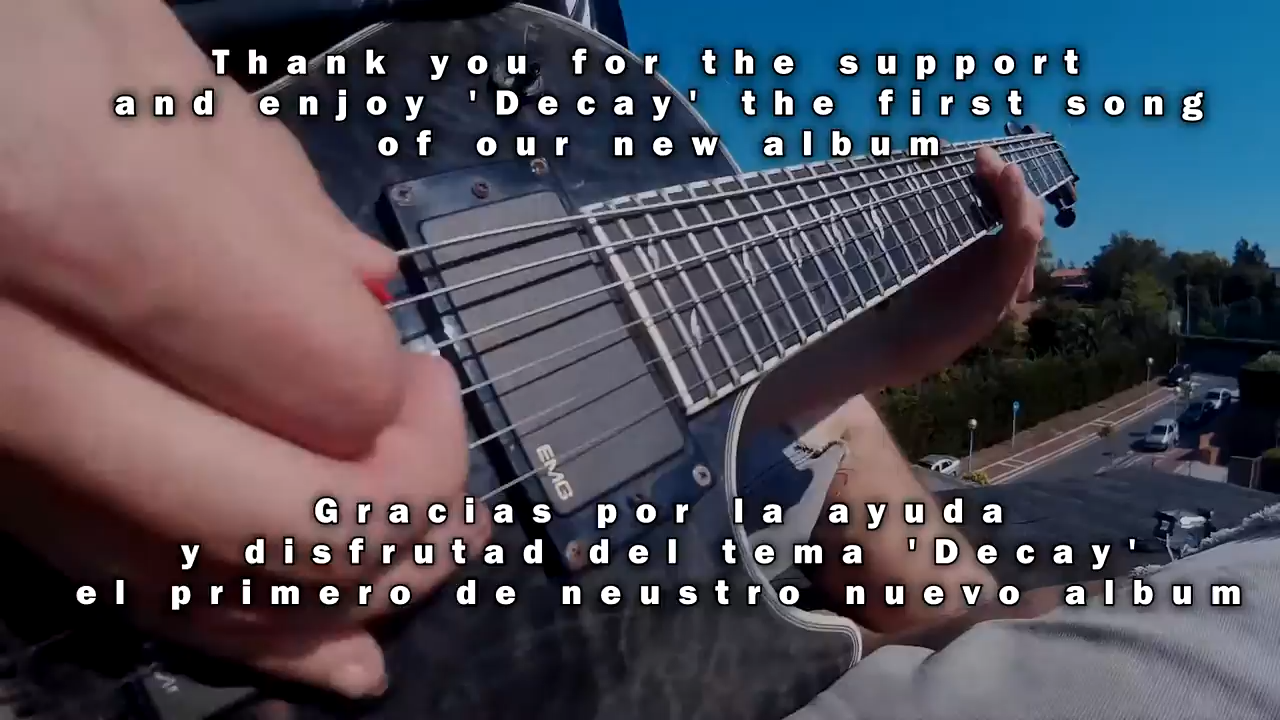 Thank you for the support
and enjoy 'Decay' the first song
of our new album
EMG
Gracias por la ayuda
y disfrutad del tema 'Decay'
el primero de neustro nuevo album